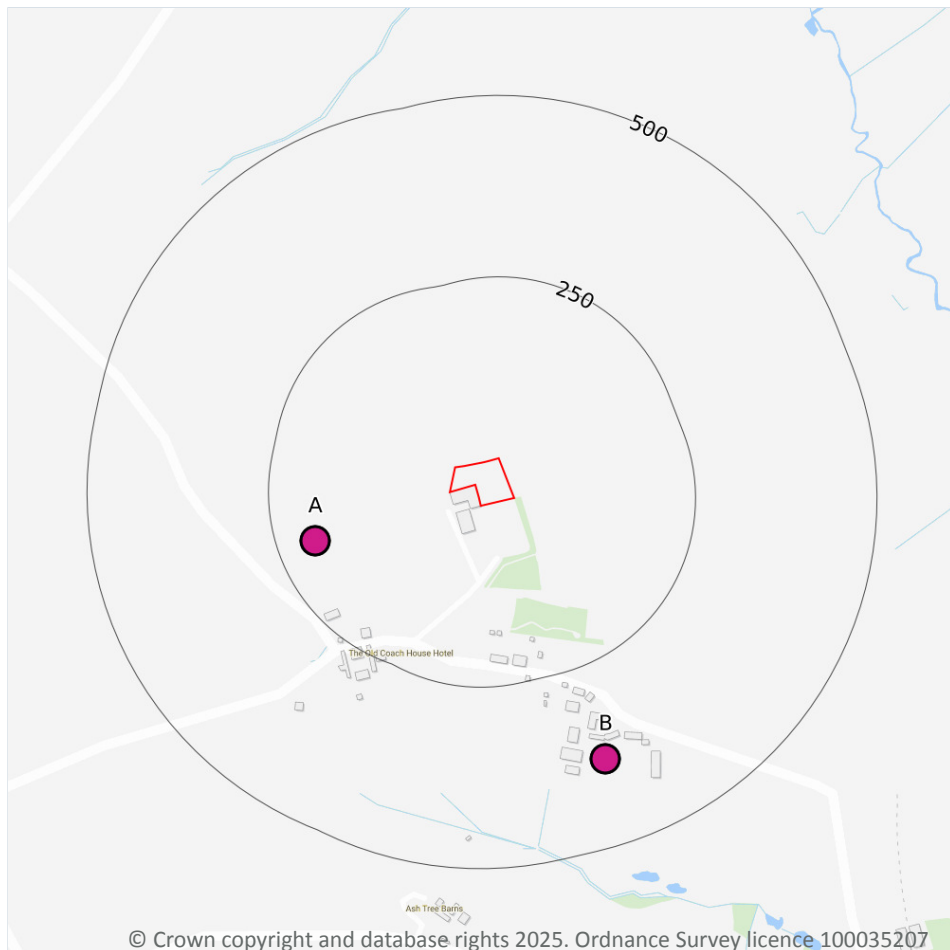 500
250
A
The Old Coach House Hotel
B
Ash Tree Barns
© Crown copyright and database rights 2025. Ordnance Survey licence 100035207